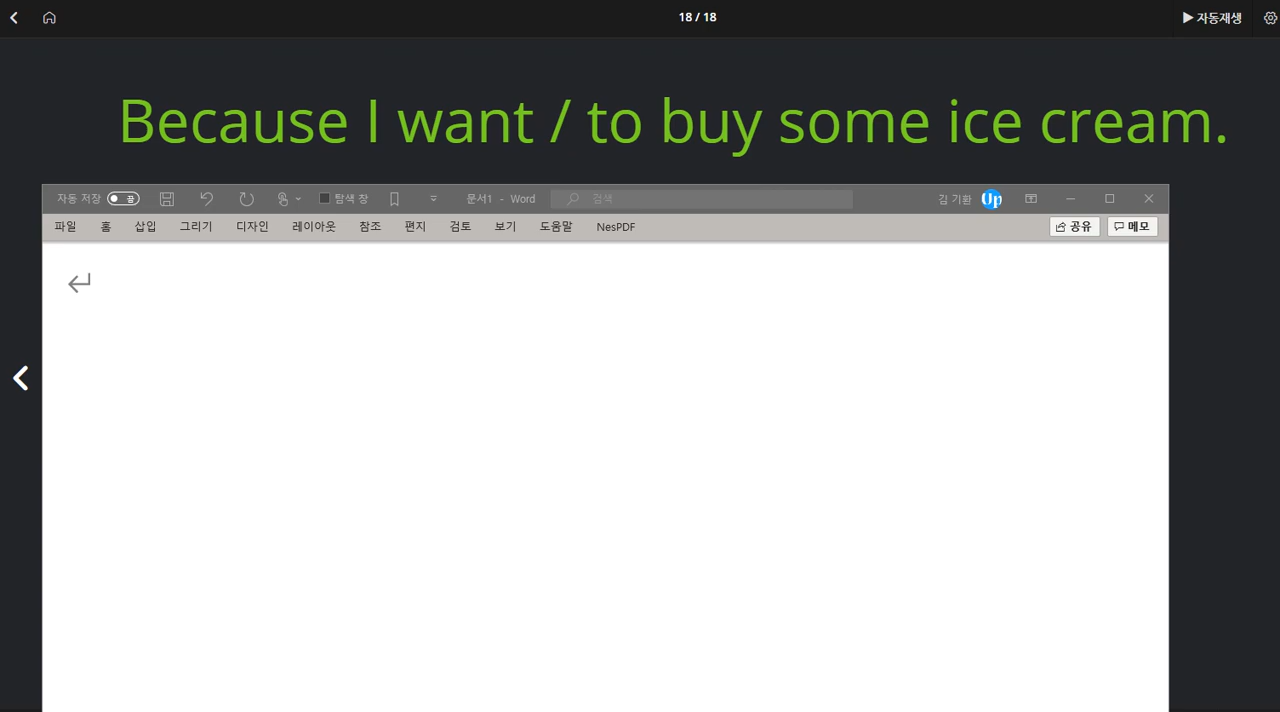 18 / 18
▶ 자동재생
Because I want / to buy some ice cream.
자동 저장 끔 탐색 창 문서1 - Word 검색 김 기환 Up
파일 홈 삽입 그리기 디자인 레이아웃 참조 편지 검토 보기 도움말 NesPDF 공유 메모